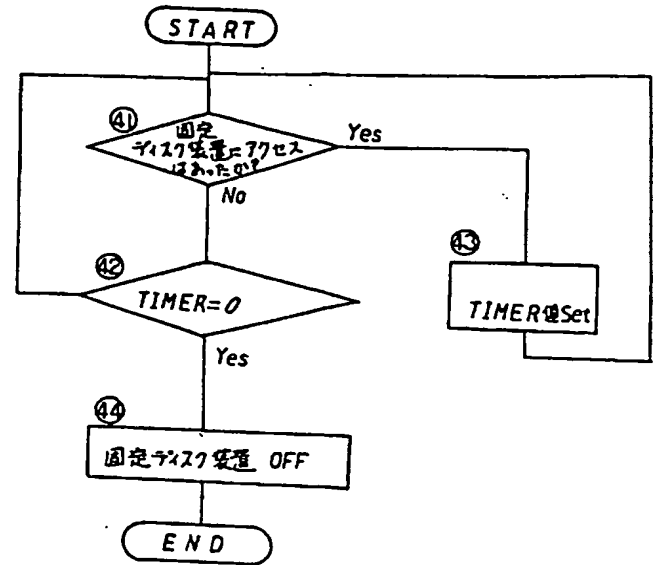 START
㊶
固定
ディスク装置にアクセス
はあったか?
Yes
No
㊷
TIMER=0
㊸
TIMER値Set
Yes
㊹
固定ディスク装置 OFF
END